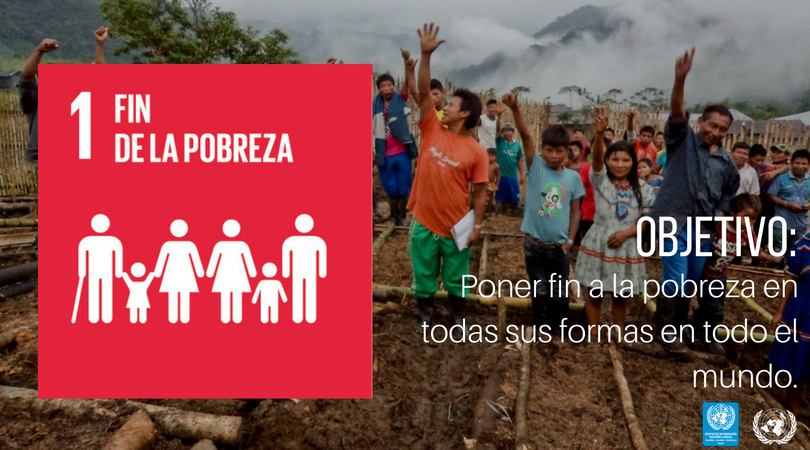 1 FIN
DE LA POBREZA
OBJETIVO:
Poner fin a la pobreza en
todas sus formas en todo el
mundo.